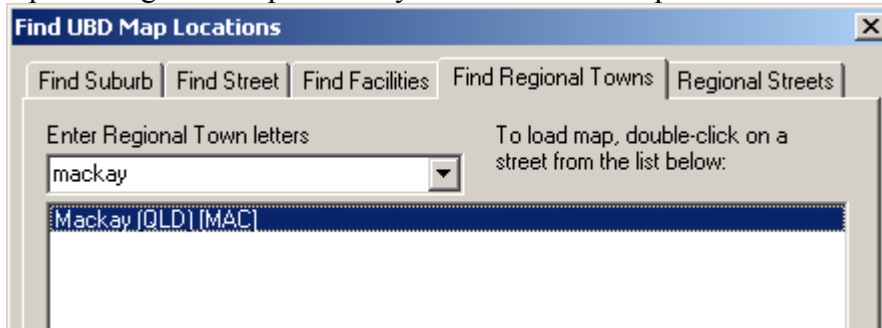 Find UBD Map Locations
Find Suburb Find Street Find Facilities Find Regional Towns Regional Streets
Enter Regional Town letters
To load map, double-click on a
street from the list below:
mackay
Mackay (QLD) [MAC]